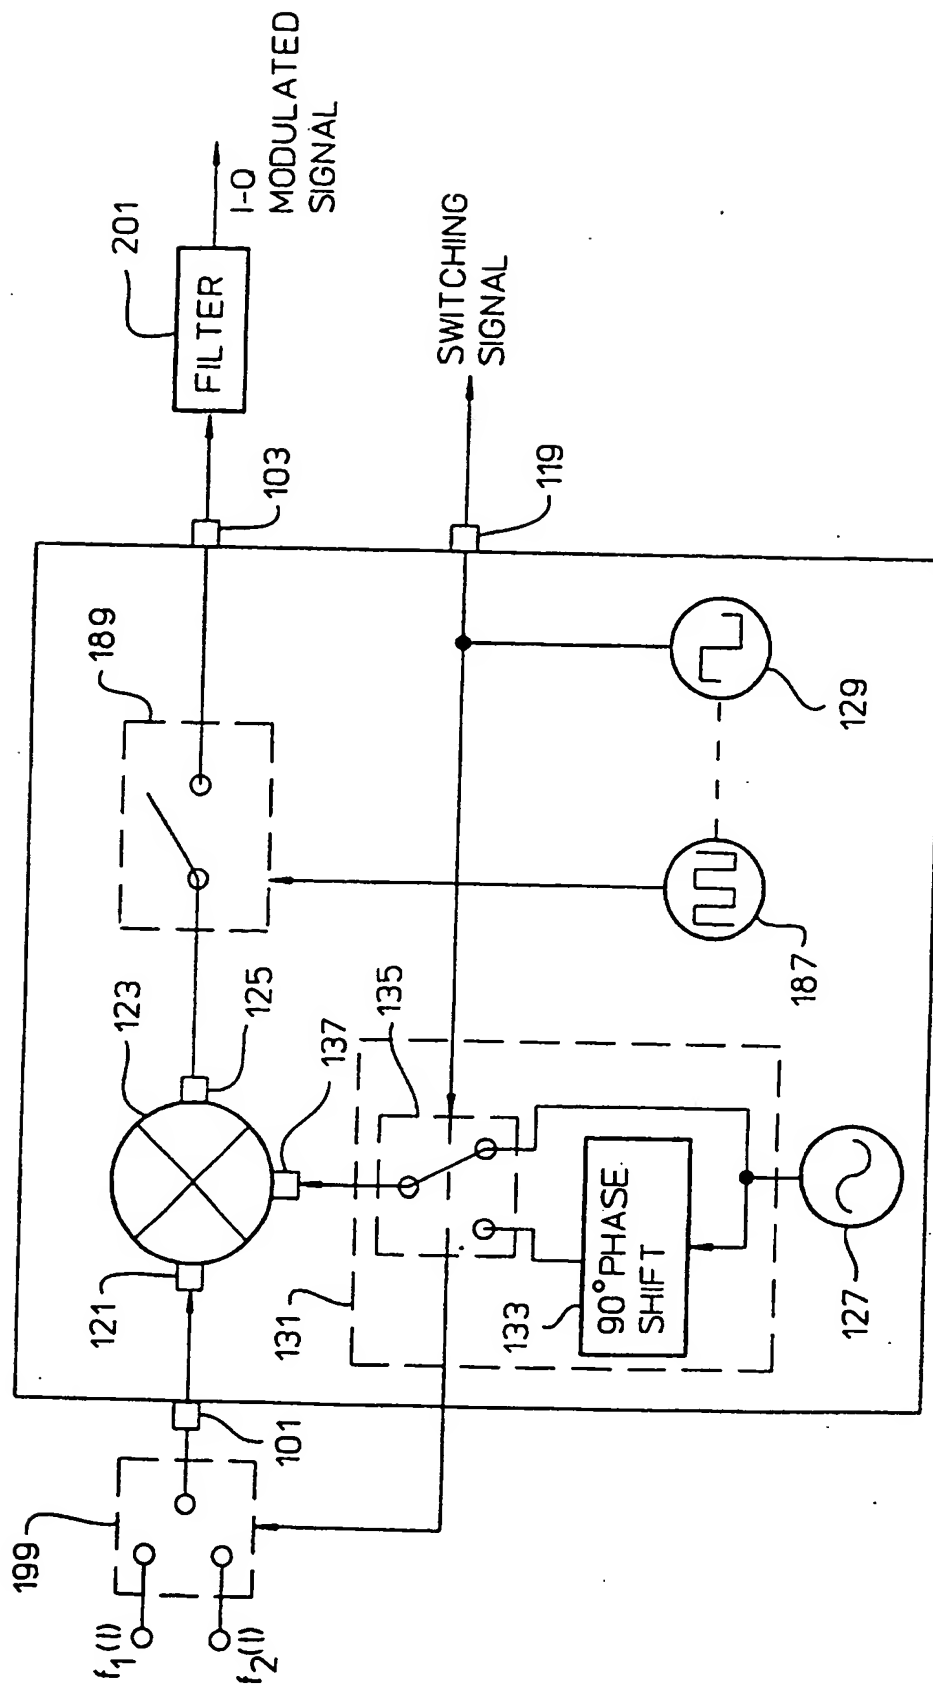 f1(I)
f2(I)
199
101
121
123
125
137
135
131
133
90° PHASE
SHIFT
127
187
129
189
103
119
201
FILTER
I-Q
MODULATED
SIGNAL
SWITCHING
SIGNAL